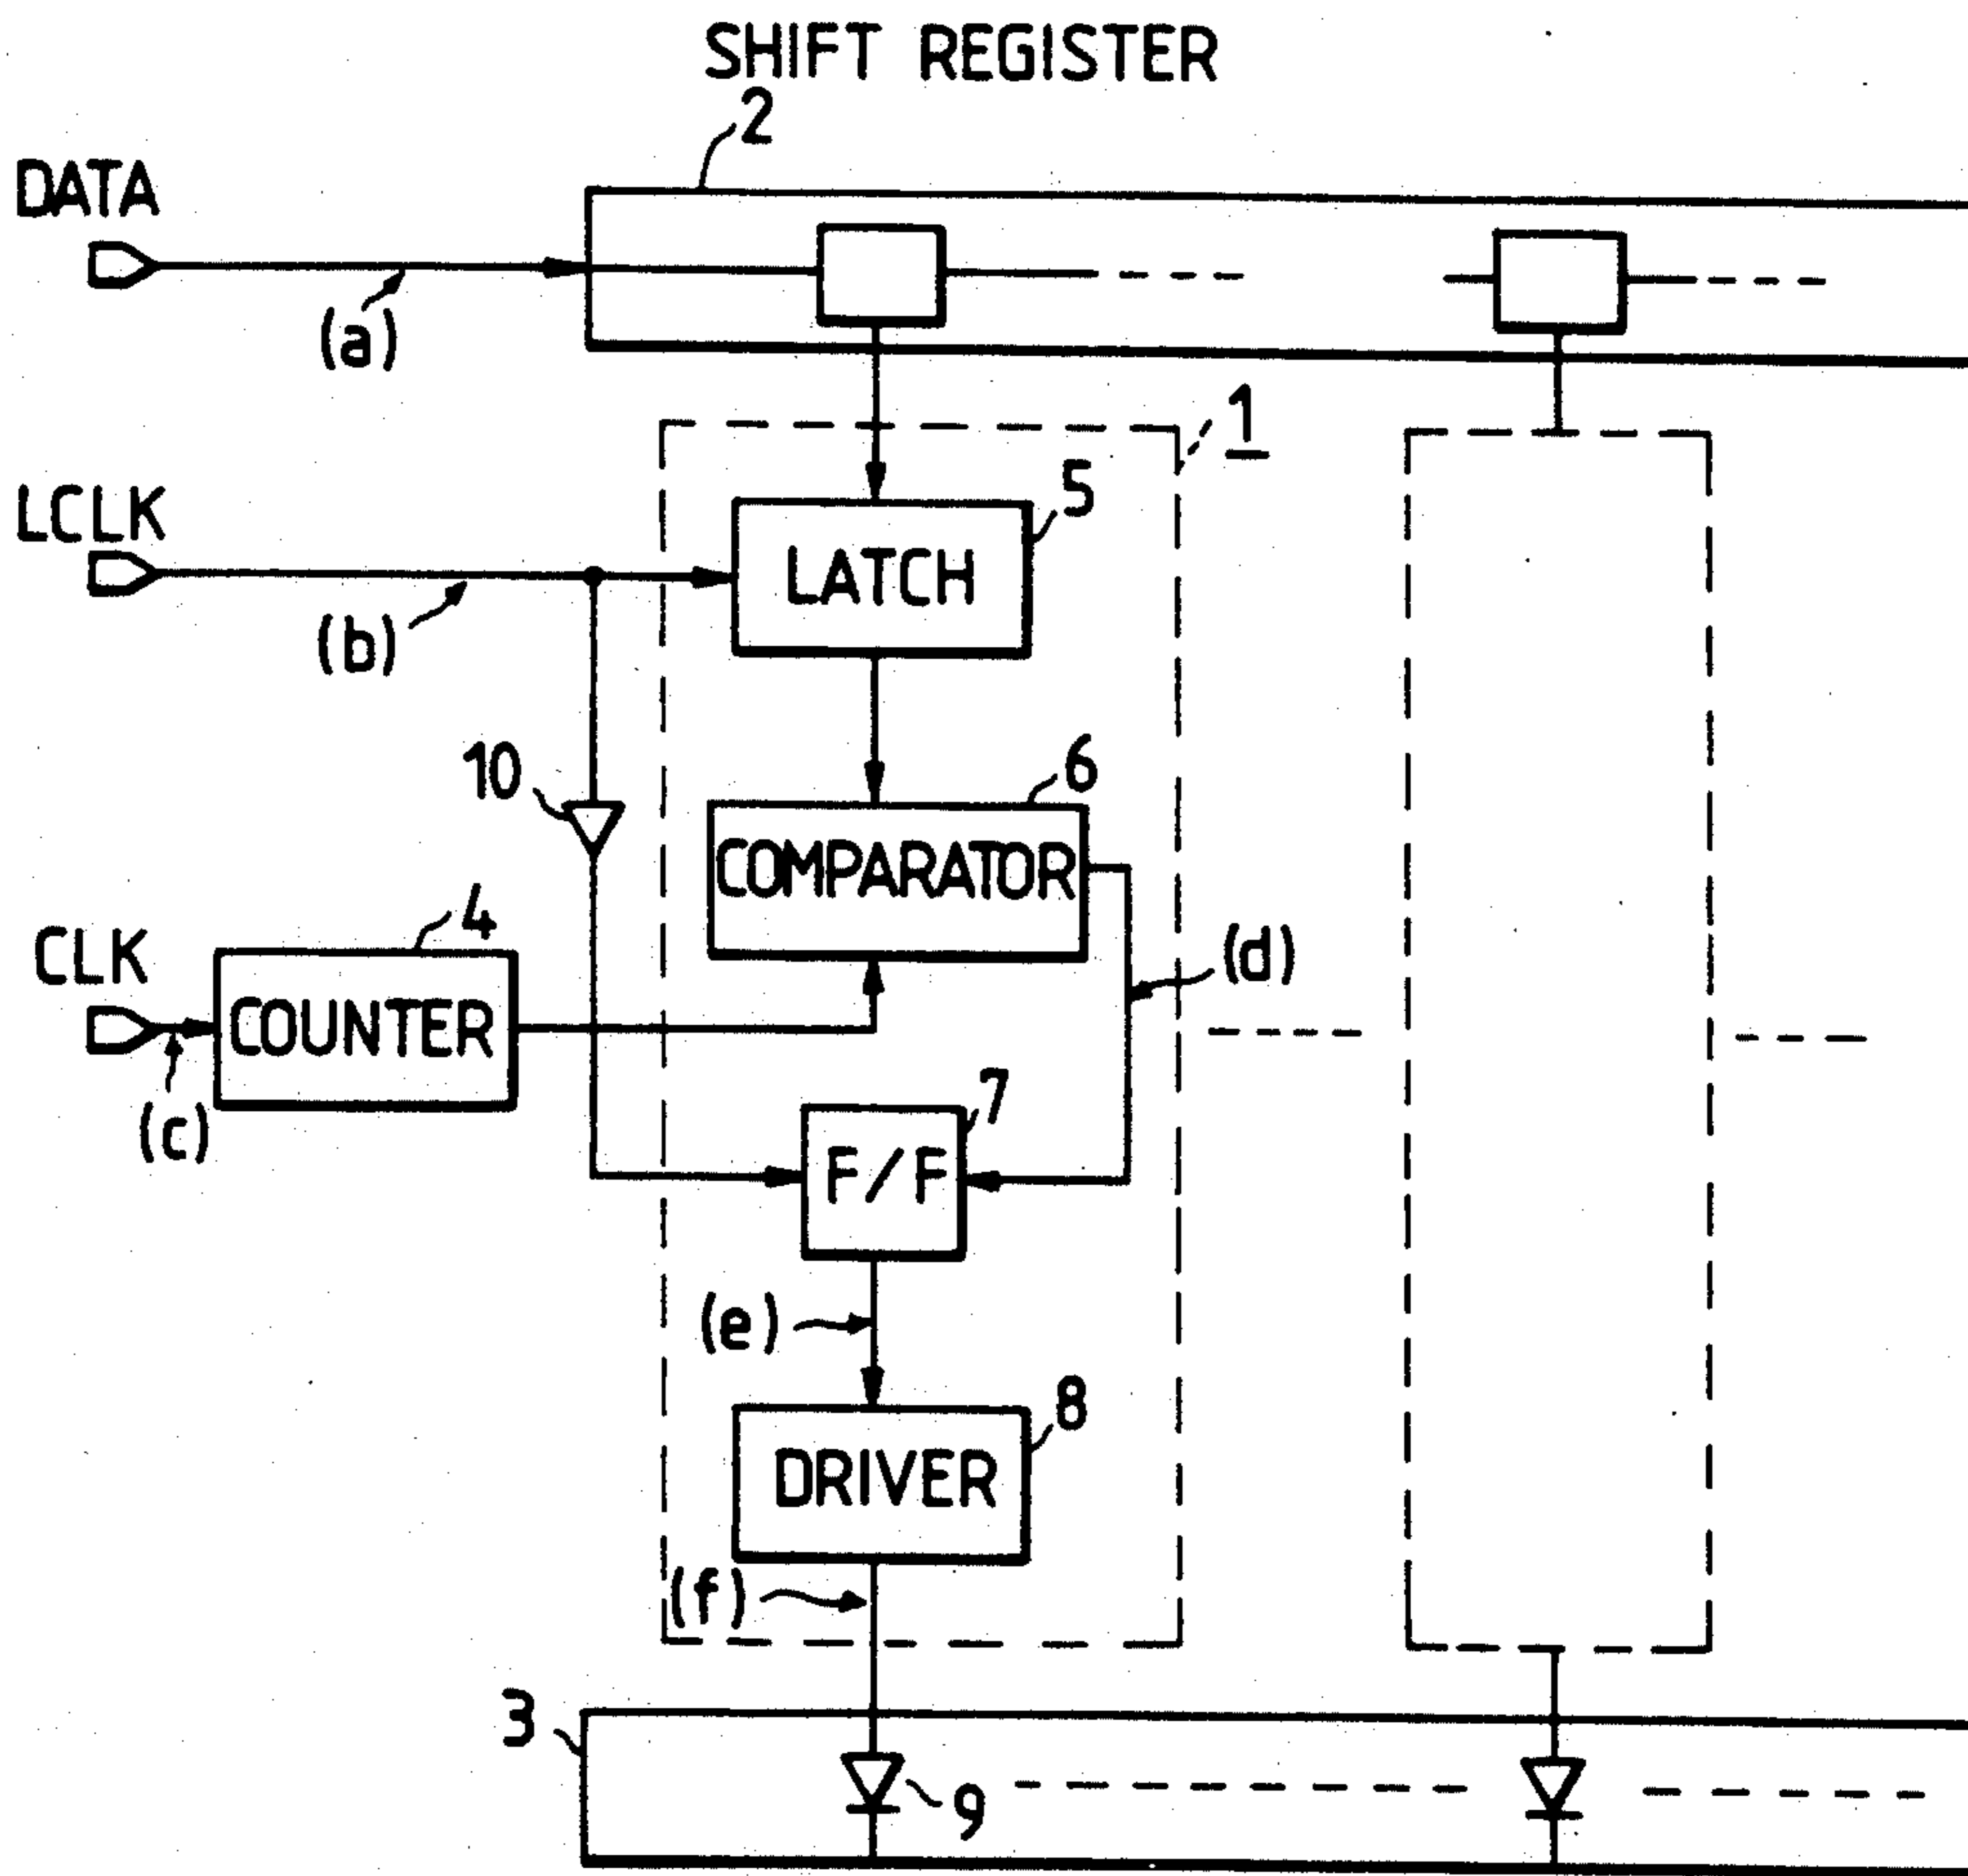 SHIFT REGISTER
2
DATA
(a)
1
LCLK
5
LATCH
(b)
10
6
COMPARATOR
CLK
4
(d)
COUNTER
(c)
7
F/F
(e)
8
DRIVER
(f)
3
9